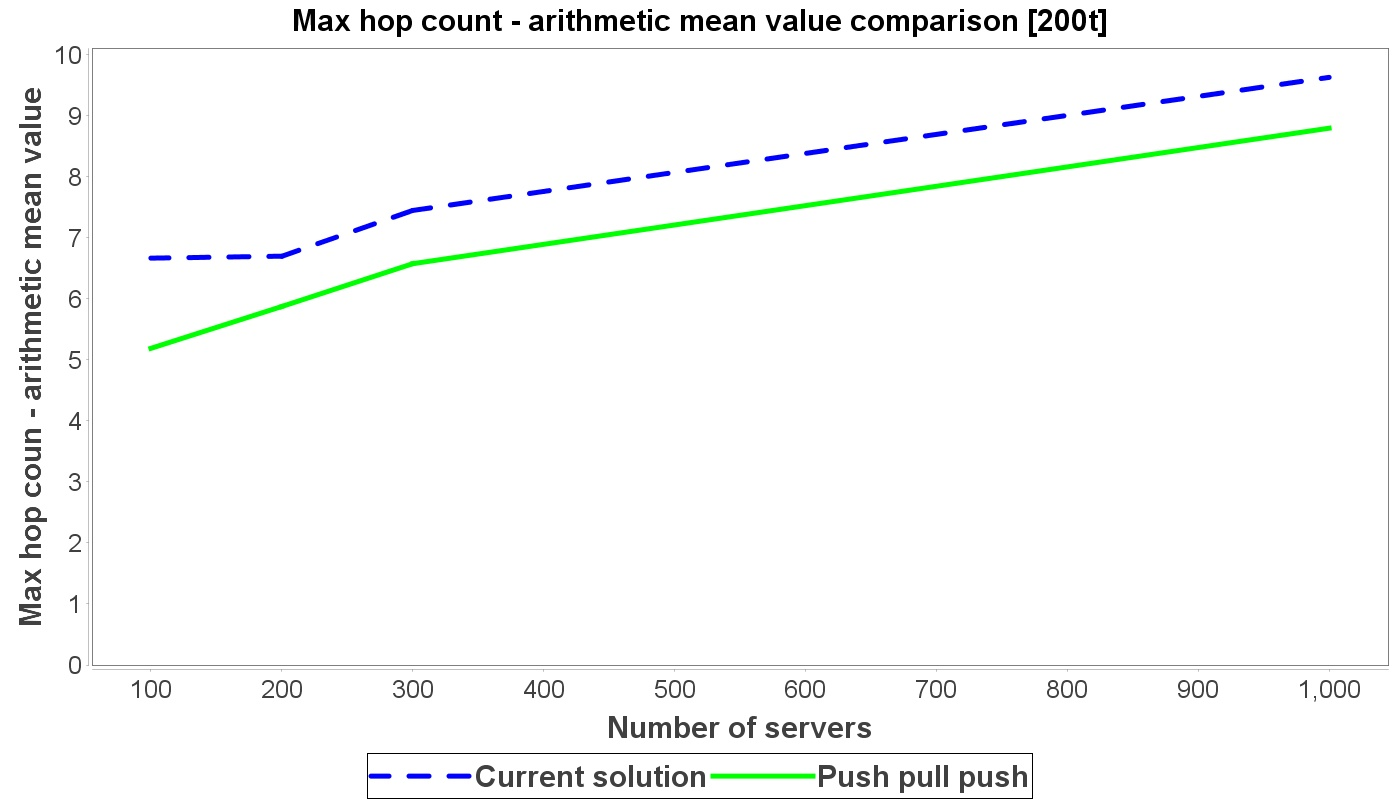 Max hop count - arithmetic mean value comparison [200t]
Max hop coun - arithmetic mean value
10
9
8
7
6
5
4
3
2
1
0
100 200 300 400 500 600 700 800 900 1,000
Number of servers
Current solution Push pull push